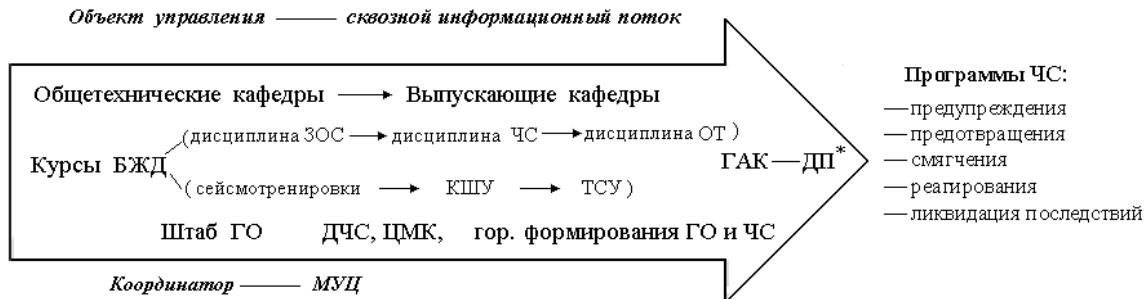 Объект управления —— сквозной информационный поток
Общетехнические кафедры → Выпускающие кафедры
(дисциплина ЗОС → дисциплина ЧС → дисциплина ОТ)
Курсы БЖД
ГАК — ДП*
(сейсмотренировки → КШУ → ТСУ)
Штаб ГО ДЧС, ЦМК, гор. формирования ГО и ЧС
Координатор —— МУЦ
Программы ЧС:
—предупреждения
—предотвращения
—смягчения
—реагирования
—ликвидация последствий